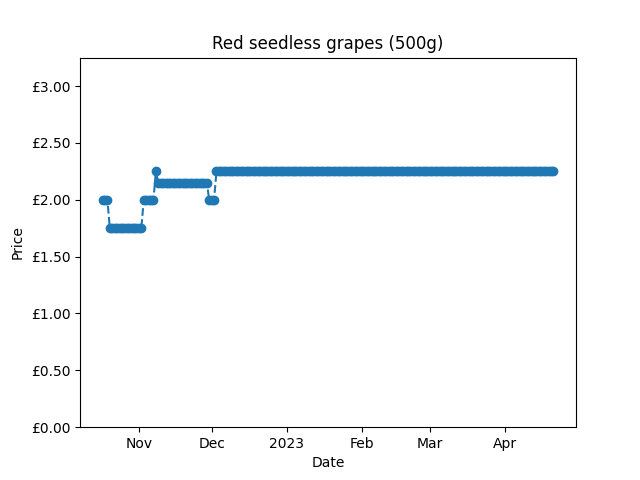 Red seedless grapes (500g)
£3.00
£2.50
£2.00
£1.50
£1.00
£0.50
£0.00
Price
Nov Dec 2023 Feb Mar Apr
Date